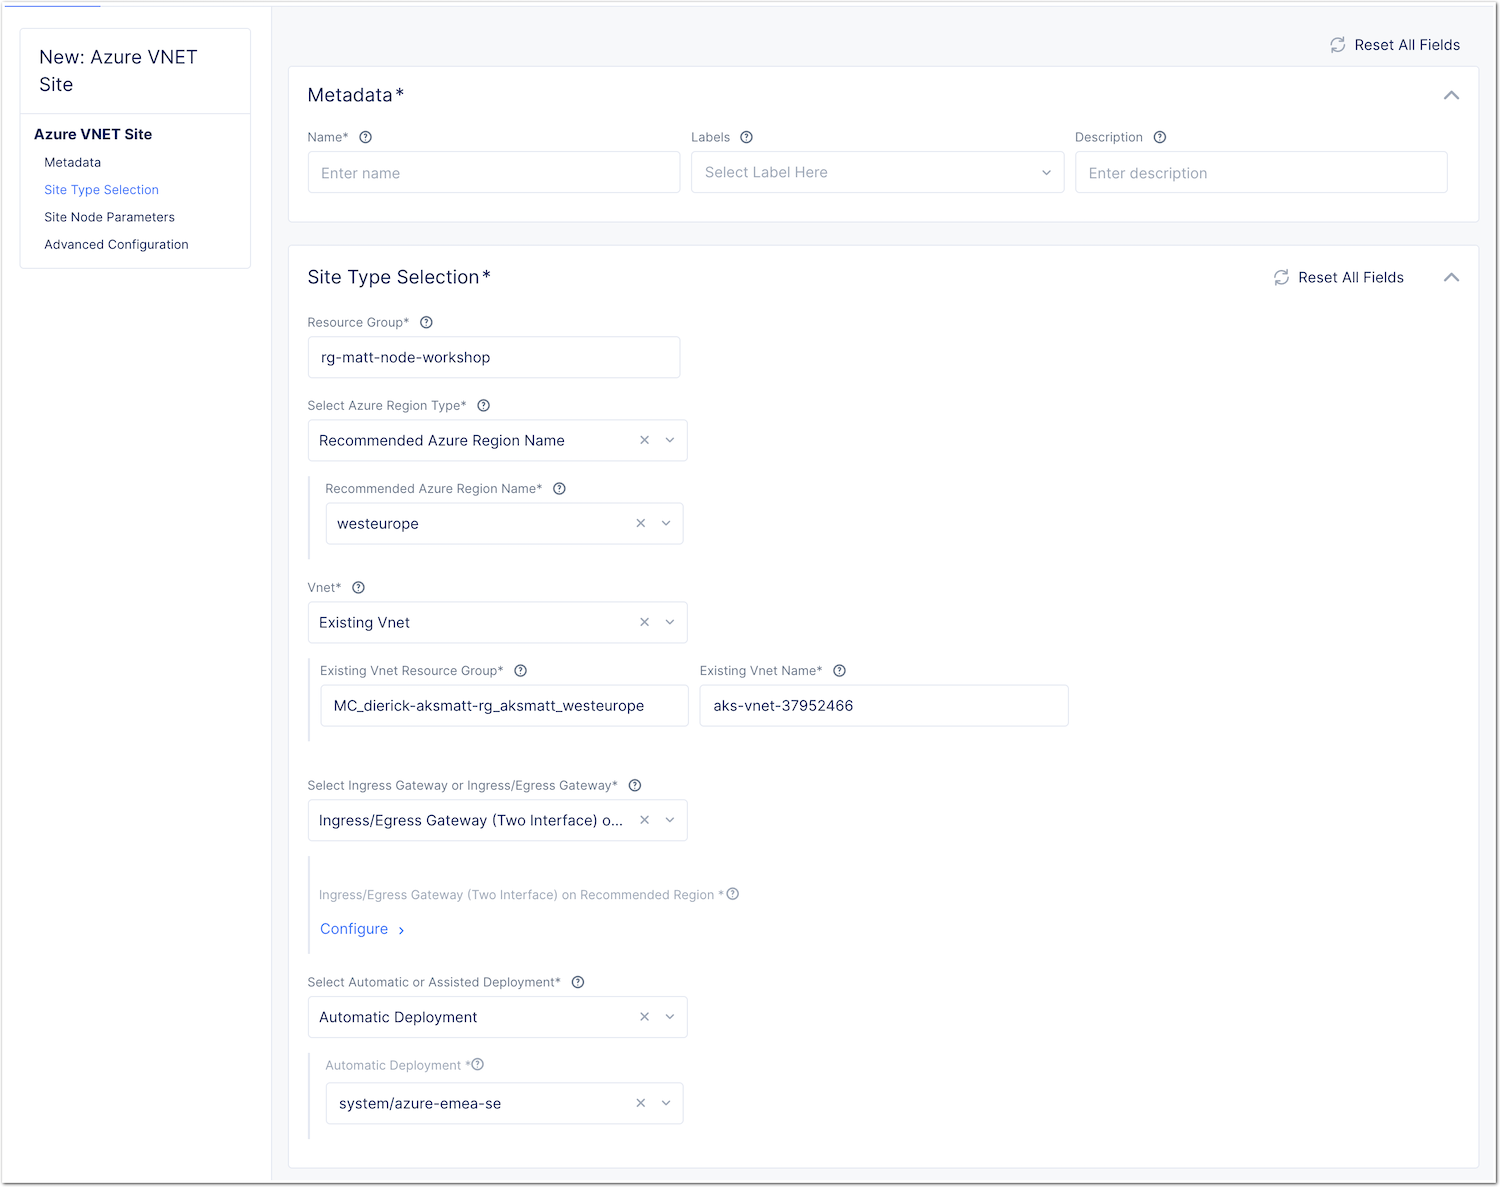 New: Azure VNET
Site
Azure VNET Site
Metadata
Site Type Selection
Site Node Parameters
Advanced Configuration
Reset All Fields
Metadata*
Name* Labels Description
Enter name Select Label Here Enter description
Site Type Selection* Reset All Fields
Resource Group*
rg-matt-node-workshop
Select Azure Region Type*
Recommended Azure Region Name
Recommended Azure Region Name*
westeurope
Vnet*
Existing Vnet
Existing Vnet Resource Group* Existing Vnet Name*
MC_dierick-aksmatt-rg_aksmatt_westeurope aks-vnet-37952466
Select Ingress Gateway or Ingress/Egress Gateway*
Ingress/Egress Gateway (Two Interface) o...
Ingress/Egress Gateway (Two Interface) on Recommended Region *
Configure
Select Automatic or Assisted Deployment*
Automatic Deployment
Automatic Deployment *
system/azure-emea-se